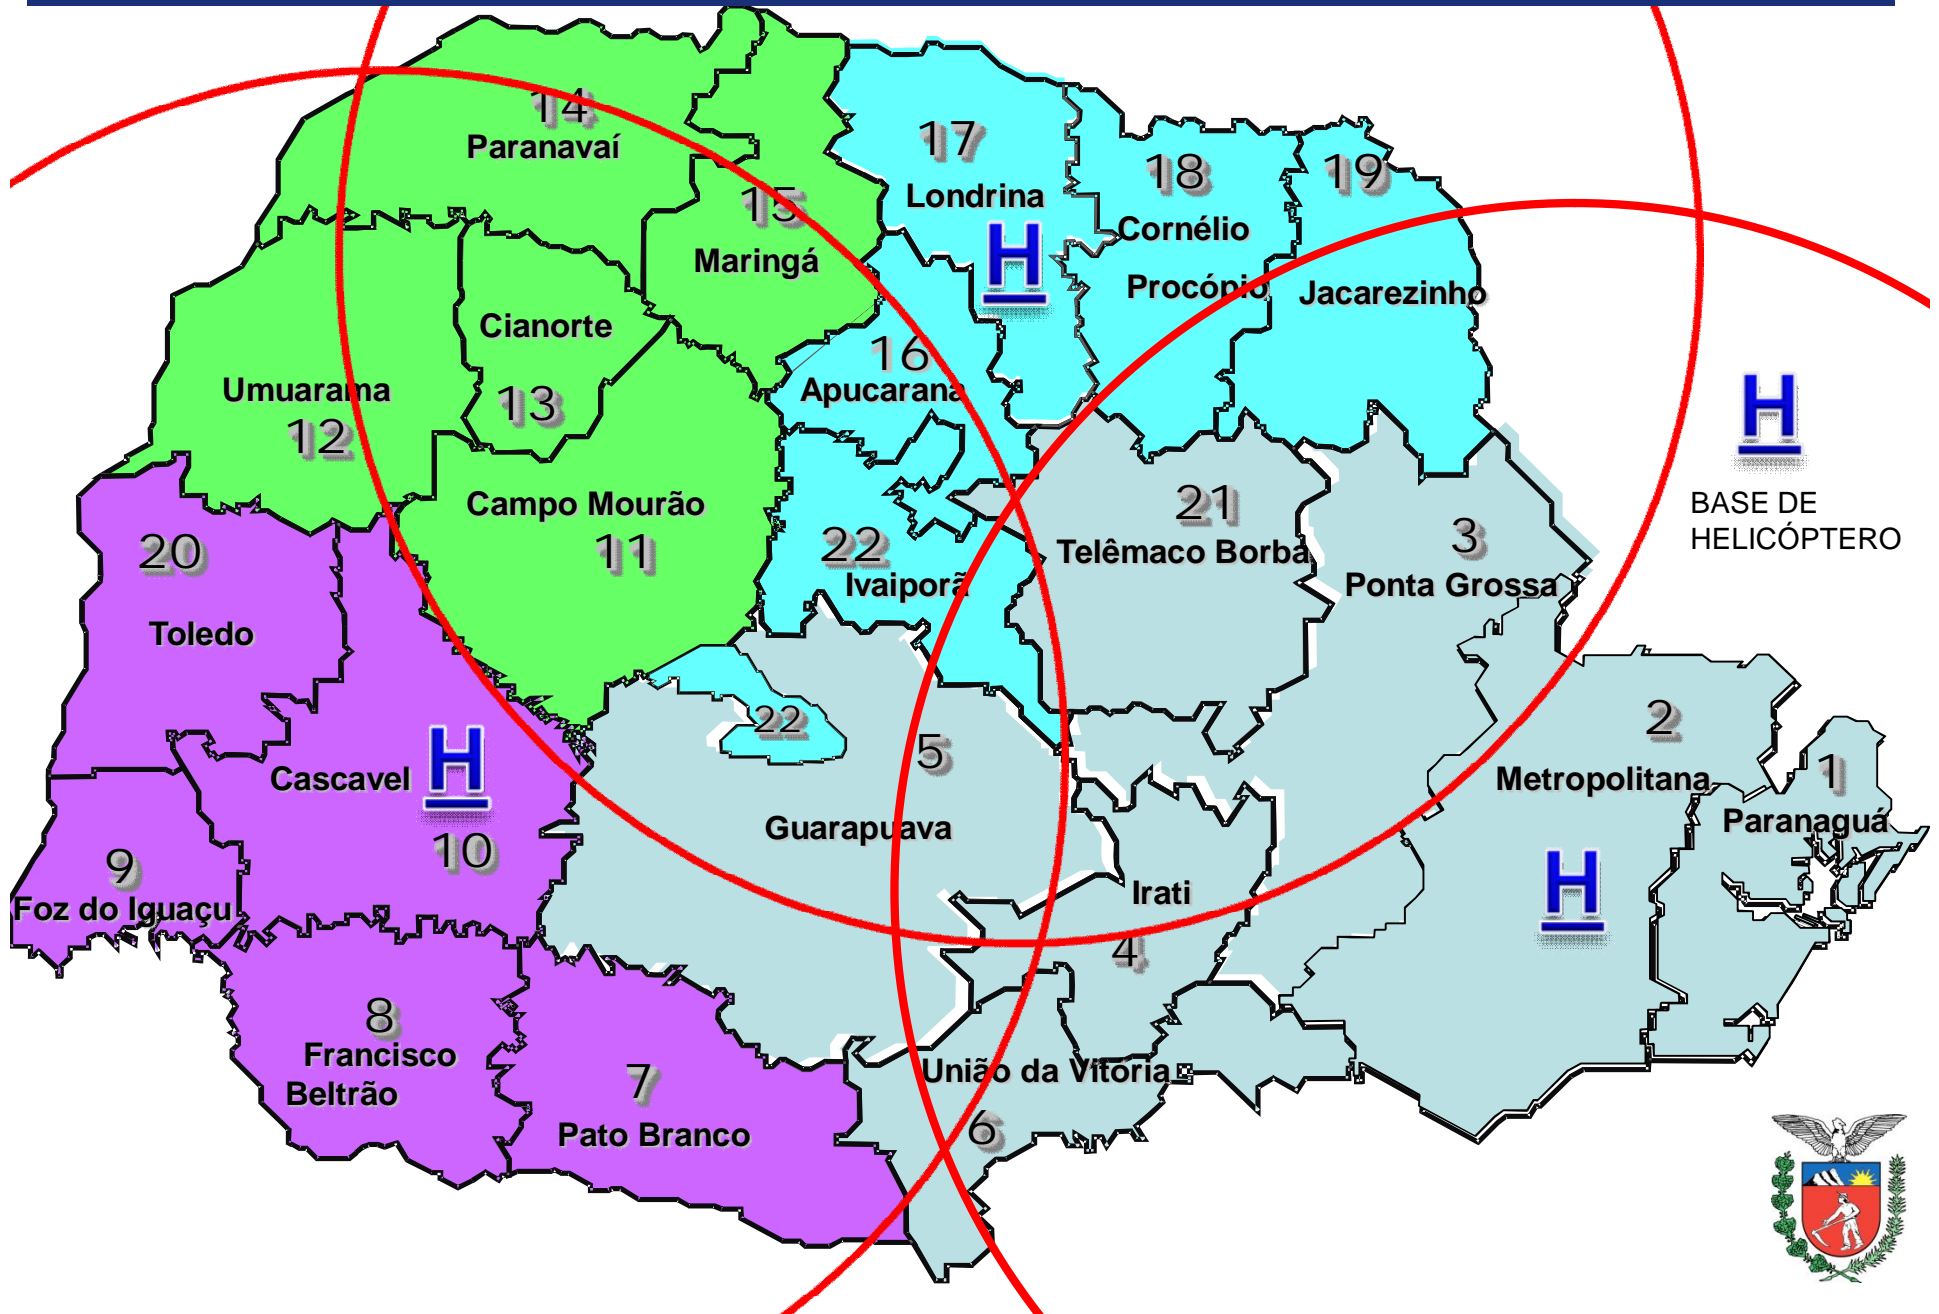 14
Paranavaí
15
Maringá
17
Londrina
H
18
Cornélio
Procópio
19
Jacarezinho
Cianorte
13
Umuarama
12
16
Apucarana
H
BASE DE
HELICÓPTERO
Campo Mourão
11
20
Toledo
22
Ivaiporã
21
Telêmaco Borba
3
Ponta Grossa
22
5
Guarapuava
2
Metropolitana
H
1
Paranaguá
Cascavel
H
10
9
Foz do Iguaçu
Irati
4
8
Francisco
Beltrão
7
Pato Branco
União da Vitória
6